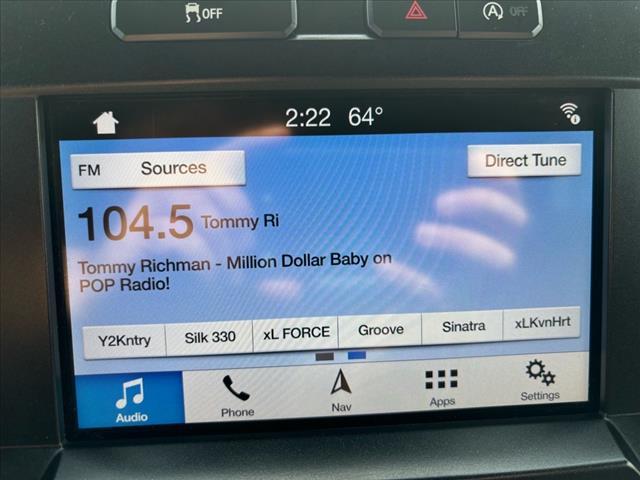 OFF
A OFF
2:22 64°
FM Sources
Direct Tune
104.5 Tommy Ri
Tommy Richman - Million Dollar Baby on
POP Radio!
Y2Kntry Silk 330 xL FORCE Groove Sinatra xLKvnHrt
Audio Phone Nav Apps Settings